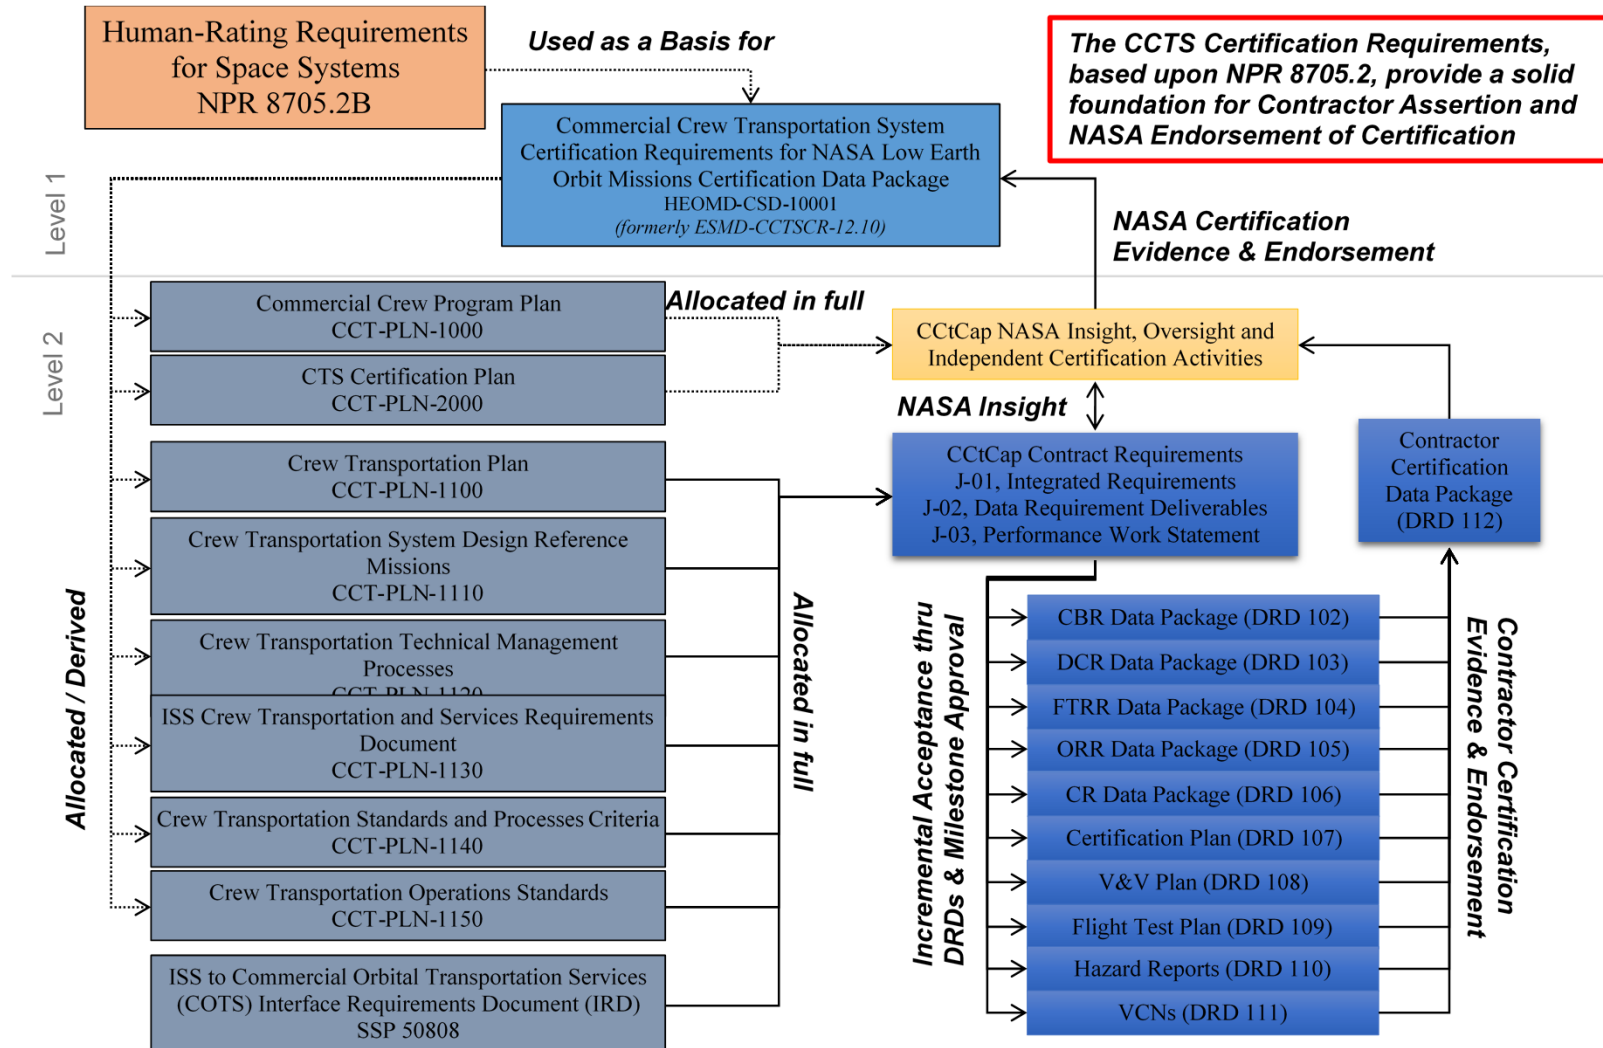 Human-Rating Requirements
for Space Systems
NPR 8705.2B
Used as a Basis for
The CCTS Certification Requirements,
based upon NPR 8705.2, provide a solid
foundation for Contractor Assertion and
NASA Endorsement of Certification
Commercial Crew Transportation System
Certification Requirements for NASA Low Earth
Orbit Missions Certification Data Package
HEOMD-CSD-10001
(formerly ESMD-CCTSCR-12.10)
Level 1
NASA Certification
Evidence & Endorsement
Level 2
Commercial Crew Program Plan
CCT-PLN-1000
Allocated in full
CTS Certification Plan
CCT-PLN-2000
CCtCap NASA Insight, Oversight and
Independent Certification Activities
NASA Insight
Crew Transportation Plan
CCT-PLN-1100
Crew Transportation System Design Reference
Missions
CCT-PLN-1110
Crew Transportation Technical Management
Processes
CCT-PLN-1120
ISS Crew Transportation and Services Requirements
Document
CCT-PLN-1130
Crew Transportation Standards and Processes Criteria
CCT-PLN-1140
Crew Transportation Operations Standards
CCT-PLN-1150
ISS to Commercial Orbital Transportation Services
(COTS) Interface Requirements Document (IRD)
SSP 50808
Allocated / Derived
Allocated in full
CCtCap Contract Requirements
J-01, Integrated Requirements
J-02, Data Requirement Deliverables
J-03, Performance Work Statement
Contractor
Certification
Data Package
(DRD 112)
Incremental Acceptance thru
DRDs & Milestone Approval
CBR Data Package (DRD 102)
DCR Data Package (DRD 103)
FTRR Data Package (DRD 104)
ORR Data Package (DRD 105)
CR Data Package (DRD 106)
Certification Plan (DRD 107)
V&V Plan (DRD 108)
Flight Test Plan (DRD 109)
Hazard Reports (DRD 110)
VCNs (DRD 111)
Contractor Certification
Evidence & Endorsement